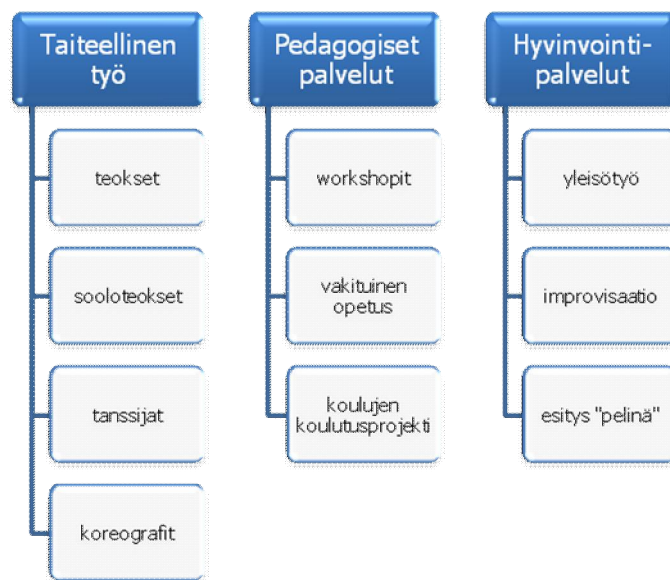 Taiteellinen
työ
teokset
sooloteokset
tanssijat
koreografit
Pedagogiset
palvelut
workshopit
vakituinen
opetus
koulujen
koulutusprojekti
Hyvinvointi-
palvelut
yleisötyö
improvisaatio
esitys "pelinä"